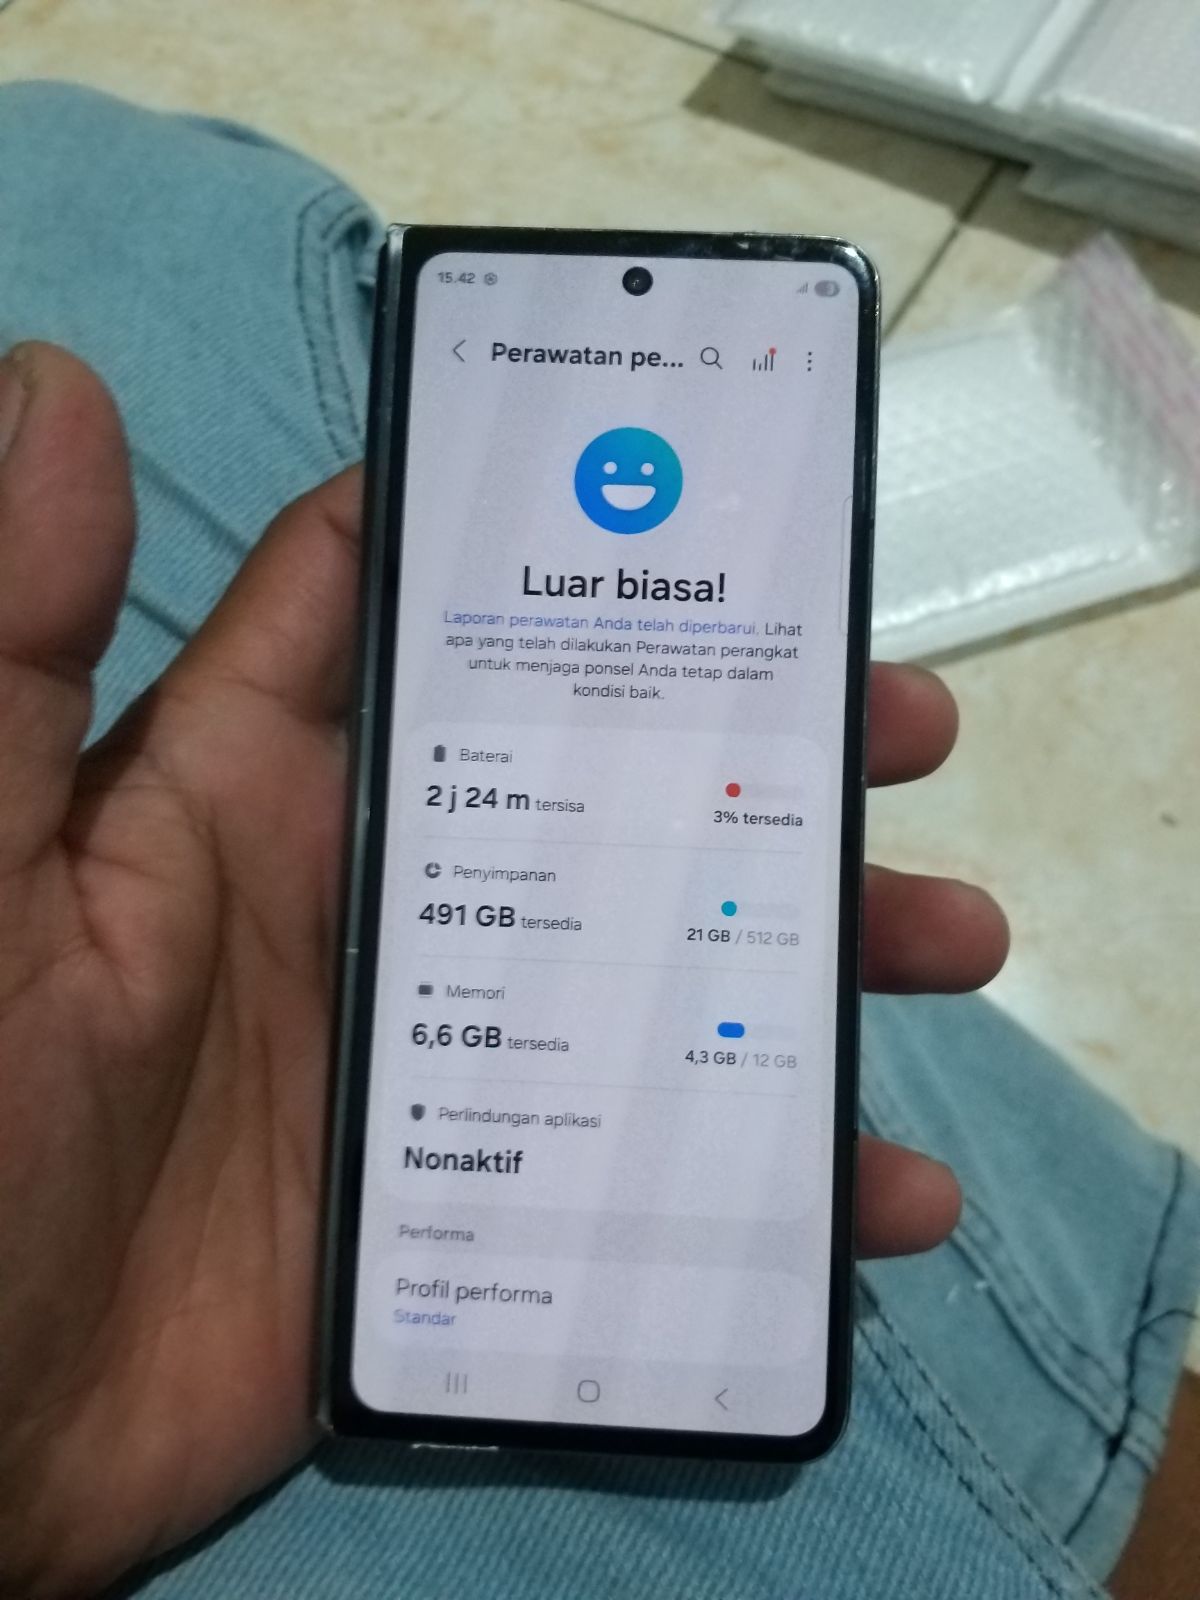 15.42
Perawatan pe...
Luar biasa!
Laporan perawatan Anda telah diperbarui. Lihat
apa yang telah dilakukan Perawatan perangkat
untuk menjaga ponsel Anda tetap dalam
kondisi baik.
Baterai
2 j 24 m tersisa
3% tersedia
Penyimpanan
491 GB tersedia
21 GB / 512 GB
Memori
6,6 GB tersedia
4,3 GB / 12 GB
Perlindungan aplikasi
Nonaktif
Performa
Profil performa
Standar